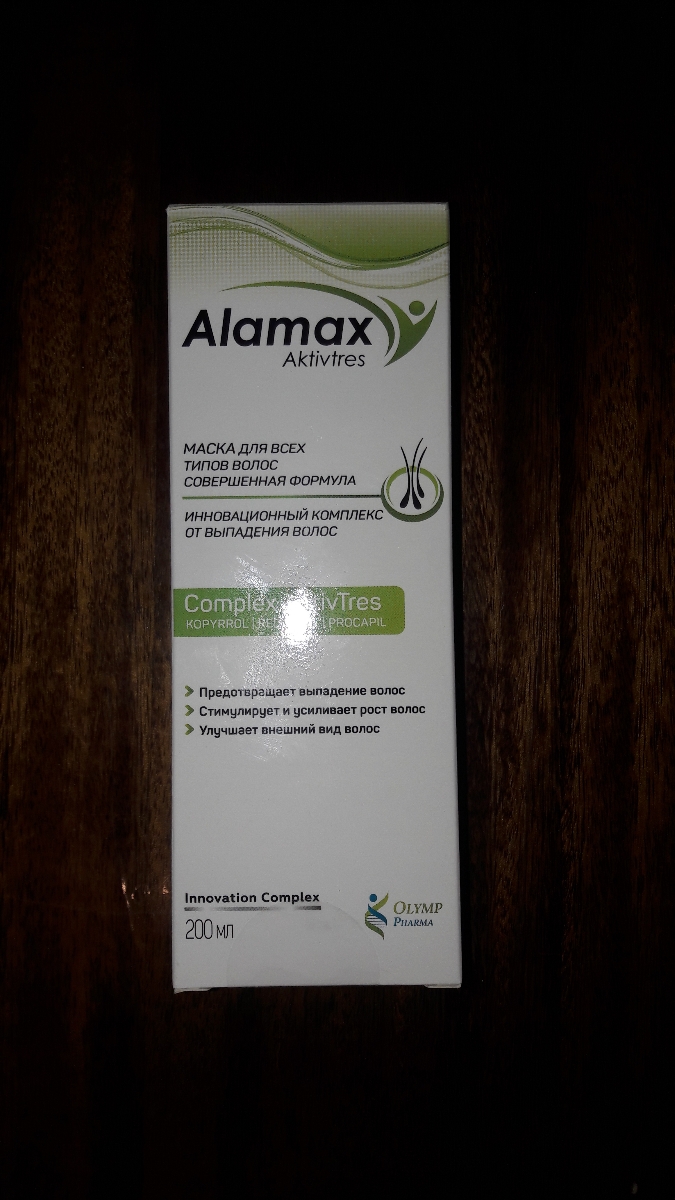 Alamax
Aktivtres
МАСКА ДЛЯ ВСЕХ
ТИПОВ ВОЛОС
СОВЕРШЕННАЯ ФОРМУЛА
ИННОВАЦИОННЫЙ КОМПЛЕКС
ОТ ВЫПАДЕНИЯ ВОЛОС
Complex
KOPYRROL | PROCAPIL
Предотвращает выпадение волос
Стимулирует и усиливает рост волос
Улучшает внешний вид волос
Innovation Complex
200 мл
OLYMP
PHARMA